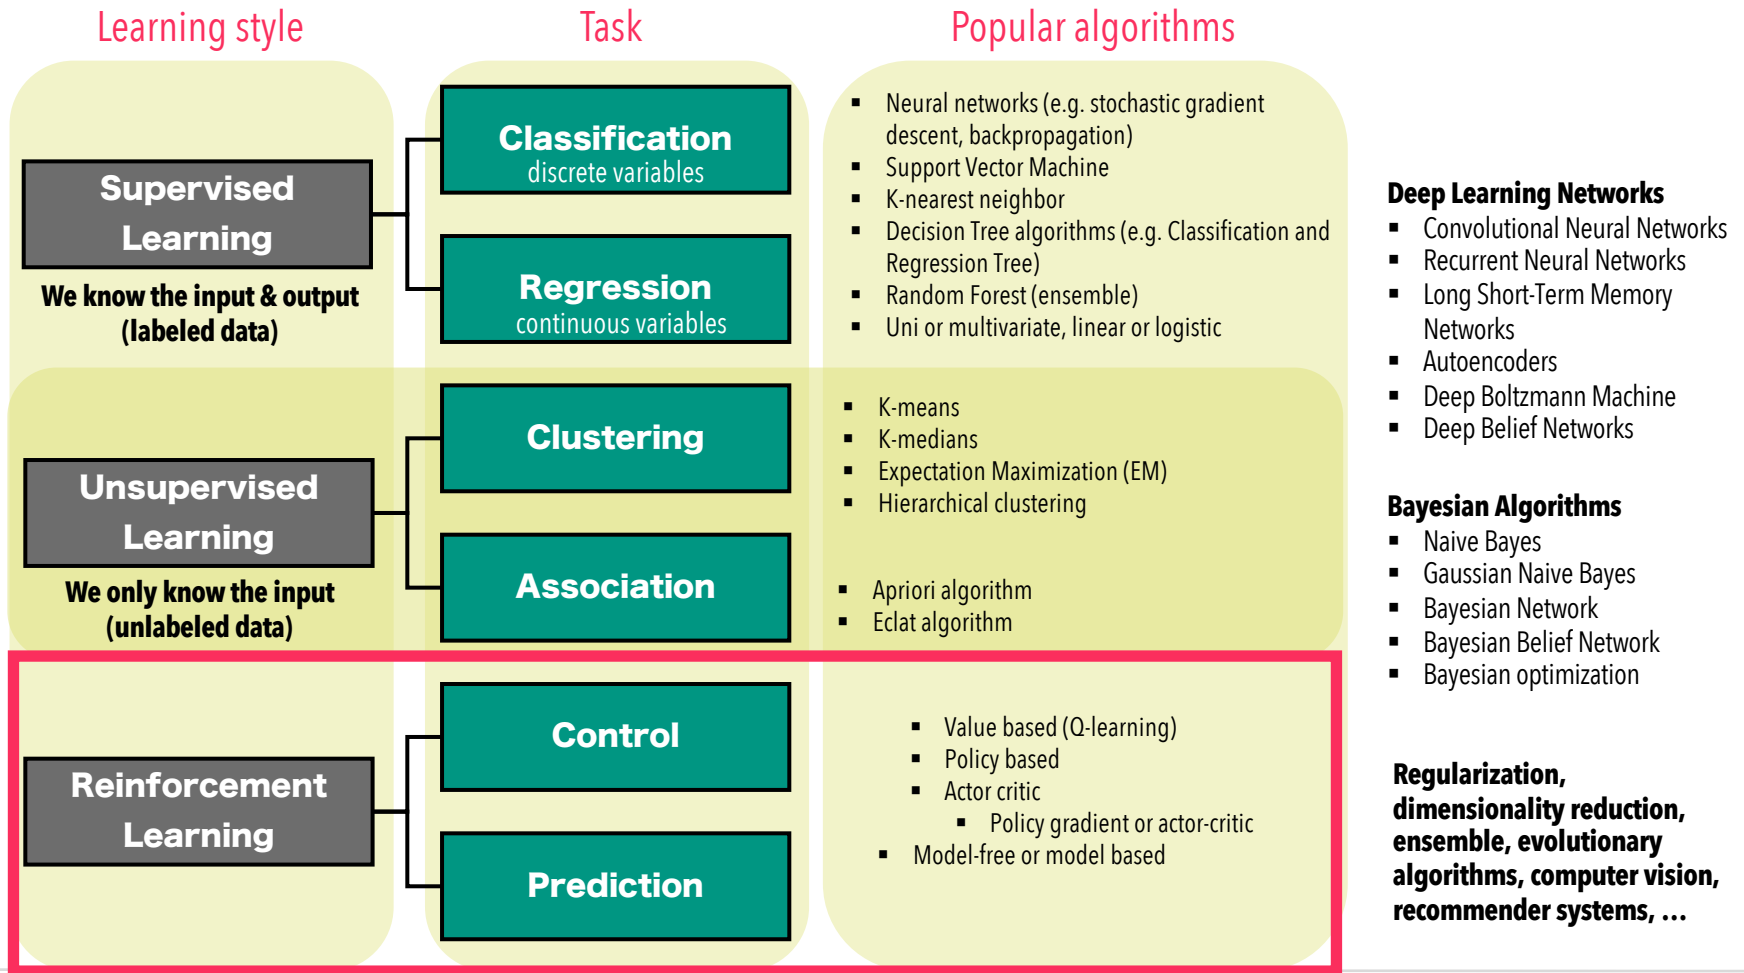 Learning style
Task
Popular algorithms
Supervised
Learning
We know the input & output
(labeled data)
Classification
discrete variables
Regression
continuous variables
▪ Neural networks (e.g. stochastic gradient
descent, backpropagation)
▪ Support Vector Machine
▪ K-nearest neighbor
▪ Decision Tree algorithms (e.g. Classification and
Regression Tree)
▪ Random Forest (ensemble)
▪ Uni or multivariate, linear or logistic
Unsupervised
Learning
We only know the input
(unlabeled data)
Clustering
Association
▪ K-means
▪ K-medians
▪ Expectation Maximization (EM)
▪ Hierarchical clustering
▪ Apriori algorithm
▪ Eclat algorithm
Reinforcement
Learning
Control
Prediction
▪ Value based (Q-learning)
▪ Policy based
▪ Actor critic
▪ Policy gradient or actor-critic
▪ Model-free or model based
Deep Learning Networks
▪ Convolutional Neural Networks
▪ Recurrent Neural Networks
▪ Long Short-Term Memory
Networks
▪ Autoencoders
▪ Deep Boltzmann Machine
▪ Deep Belief Networks
Bayesian Algorithms
▪ Naive Bayes
▪ Gaussian Naive Bayes
▪ Bayesian Network
▪ Bayesian Belief Network
▪ Bayesian optimization
Regularization,
dimensionality reduction,
ensemble, evolutionary
algorithms, computer vision,
recommender systems, ...